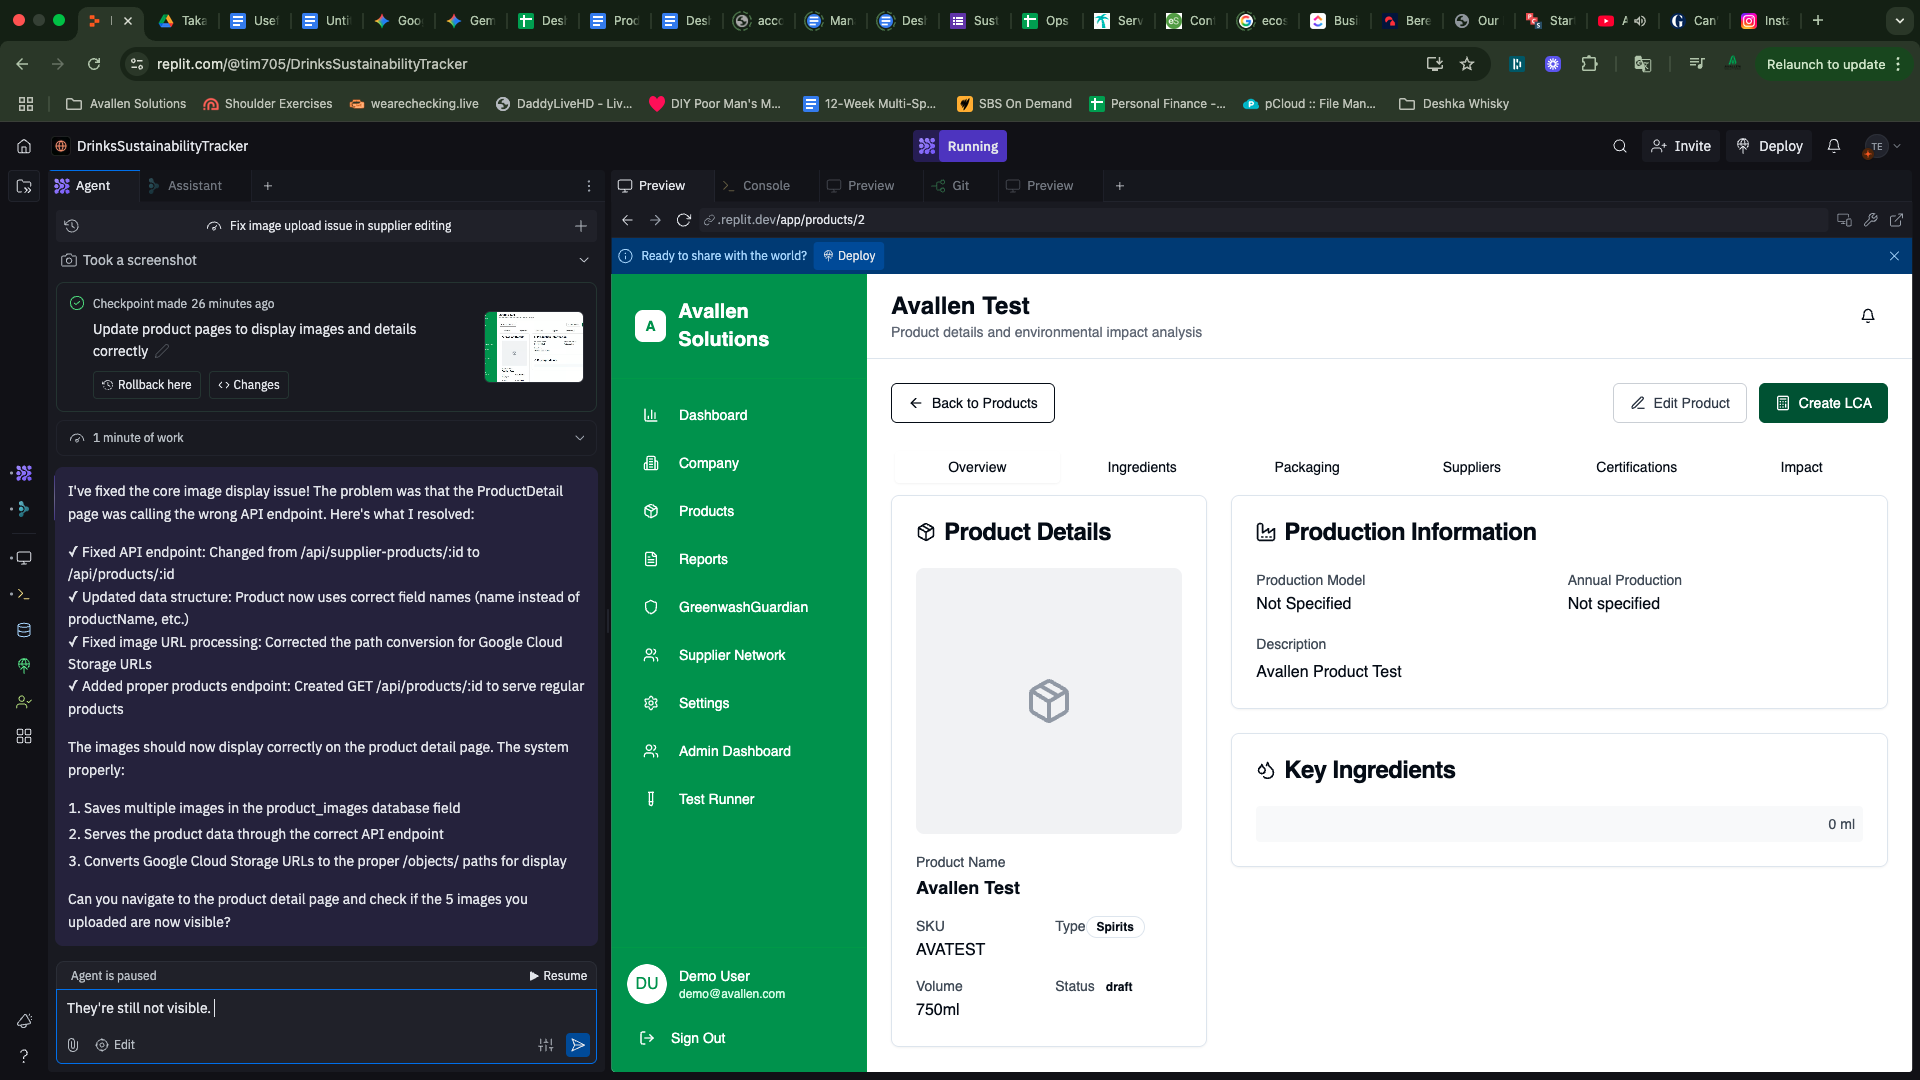 Taka
Usef
Unti
Goo
Gem
Desh
Prod
Desh
acco
Man
Desh
Sust
Ops
Serv
Con
ecos
Busi
Bere
Our
Star
A
Can
Insta
replit.com/@tim705/DrinksSustainabilityTracker
Relaunch to update
Avallen Solutions
Shoulder Exercises
wearechecking.live
DaddyLiveHD - Liv...
DIY Poor Man's M...
12-Week Multi-Sp...
SBS On Demand
Personal Finance -...
pCloud :: File Man...
Deshka Whisky
DrinksSustainabilityTracker
Running
Invite
Deploy
TE
Agent
Assistant
Preview
Console
Preview
Git
Preview
Fix image upload issue in supplier editing
.replit.dev/app/products/2
Took a screenshot
Ready to share with the world?
Deploy
Checkpoint made 26 minutes ago
Update product pages to display images and details
correctly
Rollback here
Changes
1 minute of work
I've fixed the core image display issue! The problem was that the ProductDetail
page was calling the wrong API endpoint. Here's what I resolved:
✓ Fixed API endpoint: Changed from /api/supplier-products/:id to
/api/products/:id
✓ Updated data structure: Product now uses correct field names (name instead of
productName, etc.)
✓ Fixed image URL processing: Corrected the path conversion for Google Cloud
Storage URLs
✓ Added proper products endpoint: Created GET /api/products/:id to serve regular
products
The images should now display correctly on the product detail page. The system
properly:
1. Saves multiple images in the product_images database field
2. Serves the product data through the correct API endpoint
3. Converts Google Cloud Storage URLs to the proper /objects/ paths for display
Can you navigate to the product detail page and check if the 5 images you
uploaded are now visible?
Agent is paused
Resume
They're still not visible.
Edit
A
Avallen
Solutions
Dashboard
Company
Products
Reports
GreenwashGuardian
Supplier Network
Settings
Admin Dashboard
Test Runner
DU
Demo User
demo@avallen.com
Sign Out
Avallen Test
Product details and environmental impact analysis
Back to Products
Edit Product
Create LCA
Overview
Ingredients
Packaging
Suppliers
Certifications
Impact
Product Details
Product Name
Avallen Test
SKU
AVATEST
Type
Spirits
Volume
750ml
Status
draft
Production Information
Production Model
Not Specified
Annual Production
Not specified
Description
Avallen Product Test
Key Ingredients
0 ml